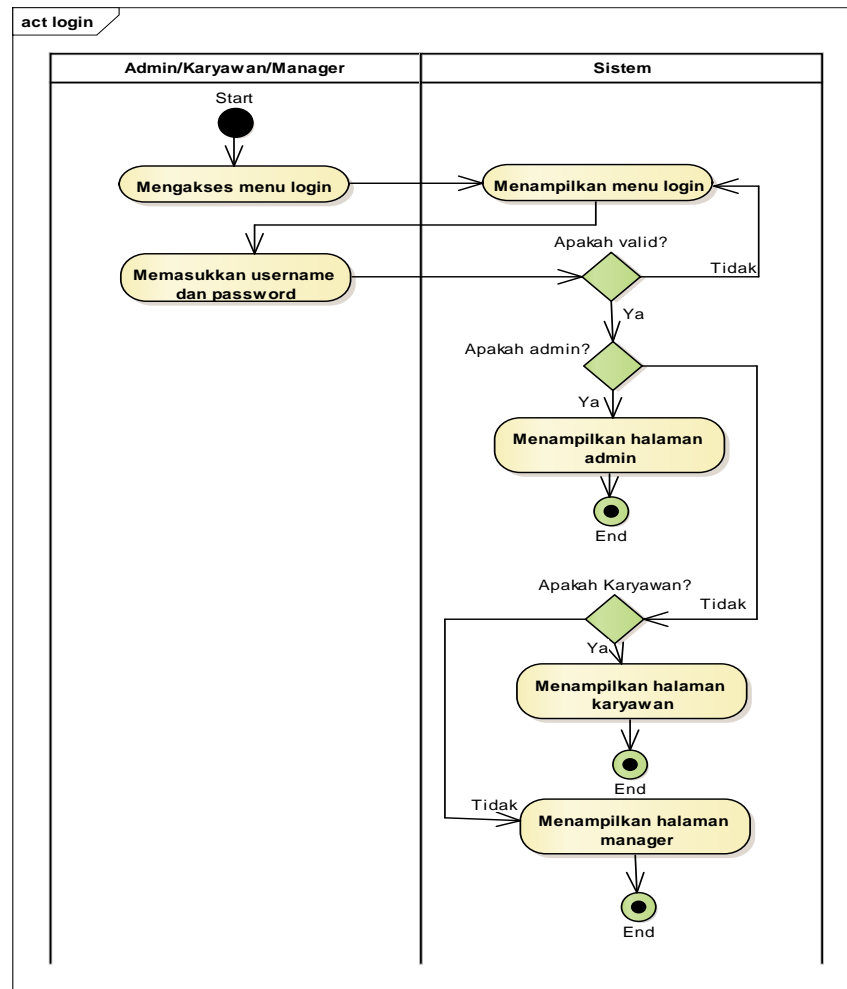 act login
Admin/Karyawan/Manager
Sistem
Start
Mengakses menu login
Menampilkan menu login
Apakah valid?
Memasukkan username
dan password
Tidak
Ya
Apakah admin?
Ya
Menampilkan halaman
admin
End
Apakah Karyawan?
Tidak
Ya
Menampilkan halaman
karyawan
End
Tidak
Menampilkan halaman
manager
End